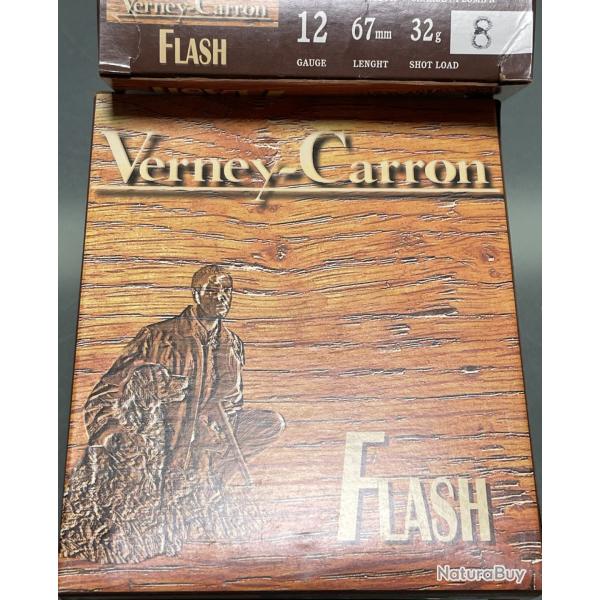 Verney-Carron
FLASH
12 67mm 32g 8
GAUGE LENGHT SHOT LOAD
Verney-Carron
FLASH
NaturaBuy